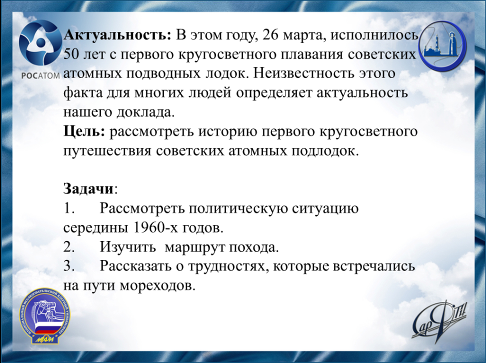 Актуальность: В этом году, 26 марта, исполнилось
50 лет с первого кругосветного плавания советских
атомных подводных лодок. Неизвестность этого
факта для многих людей определяет актуальность
нашего доклада.
Цель: рассмотреть историю первого кругосветного
путешествия советских атомных подлодок.
Задачи:
1. Рассмотреть политическую ситуацию
середины 1960-х годов.
2. Изучить маршрут похода.
3. Рассказать о трудностях, которые встречались
на пути мореходов.
РОСАТОМ
СарФТИ